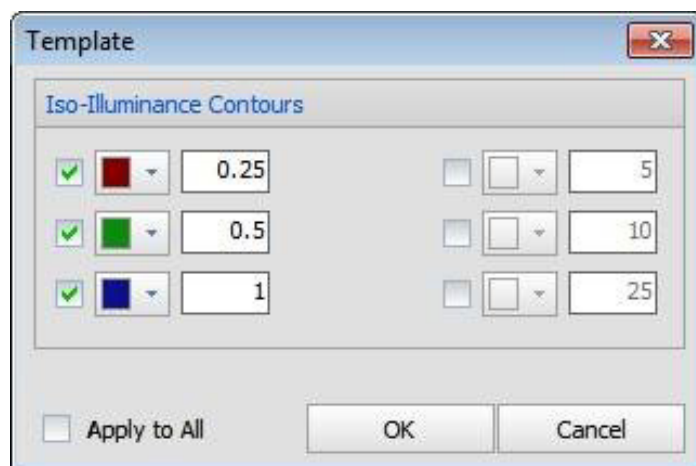 Template
Iso-Illuminance Contours
0.25 5
0.5 10
1 25
Apply to All OK Cancel